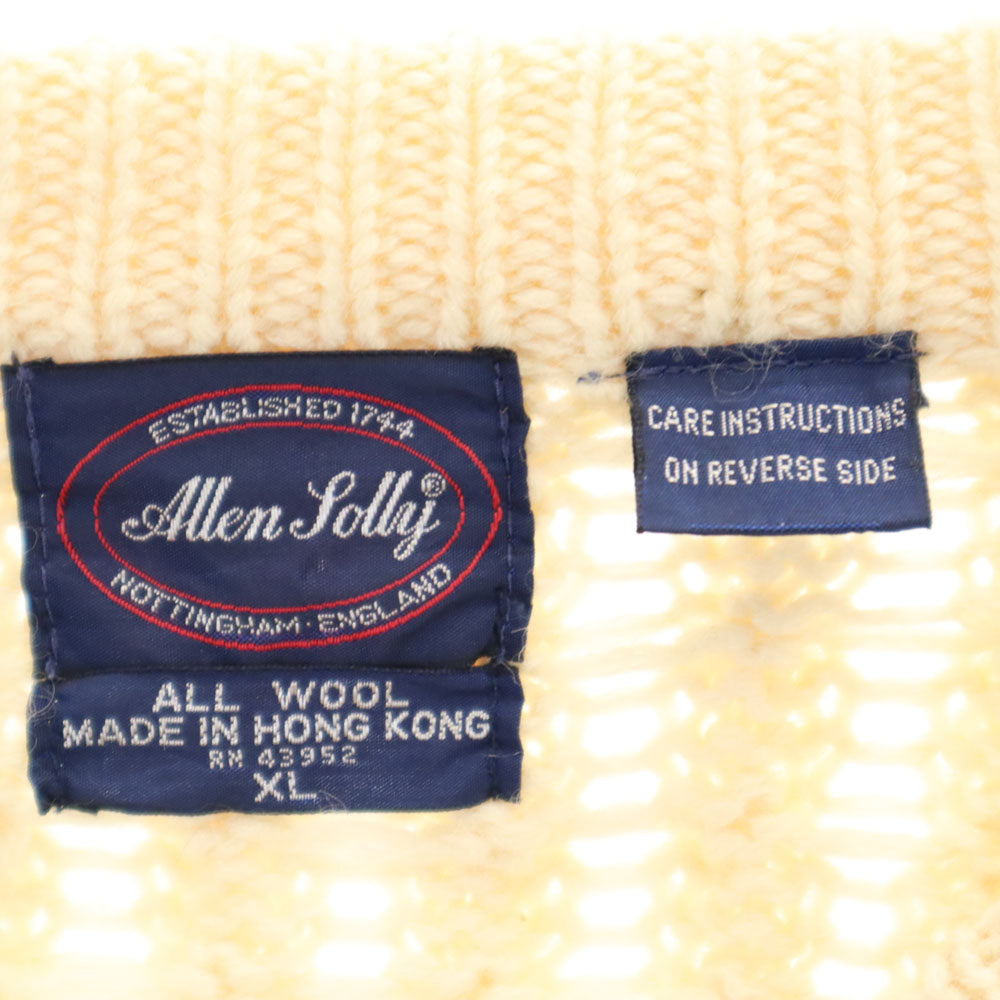 ESTABLISHED 1744
Allen Solly®
NOTTINGHAM · ENGLAND
ALL WOOL
MADE IN HONG KONG
RN 43952
XL
CARE INSTRUCTIONS
ON REVERSE SIDE